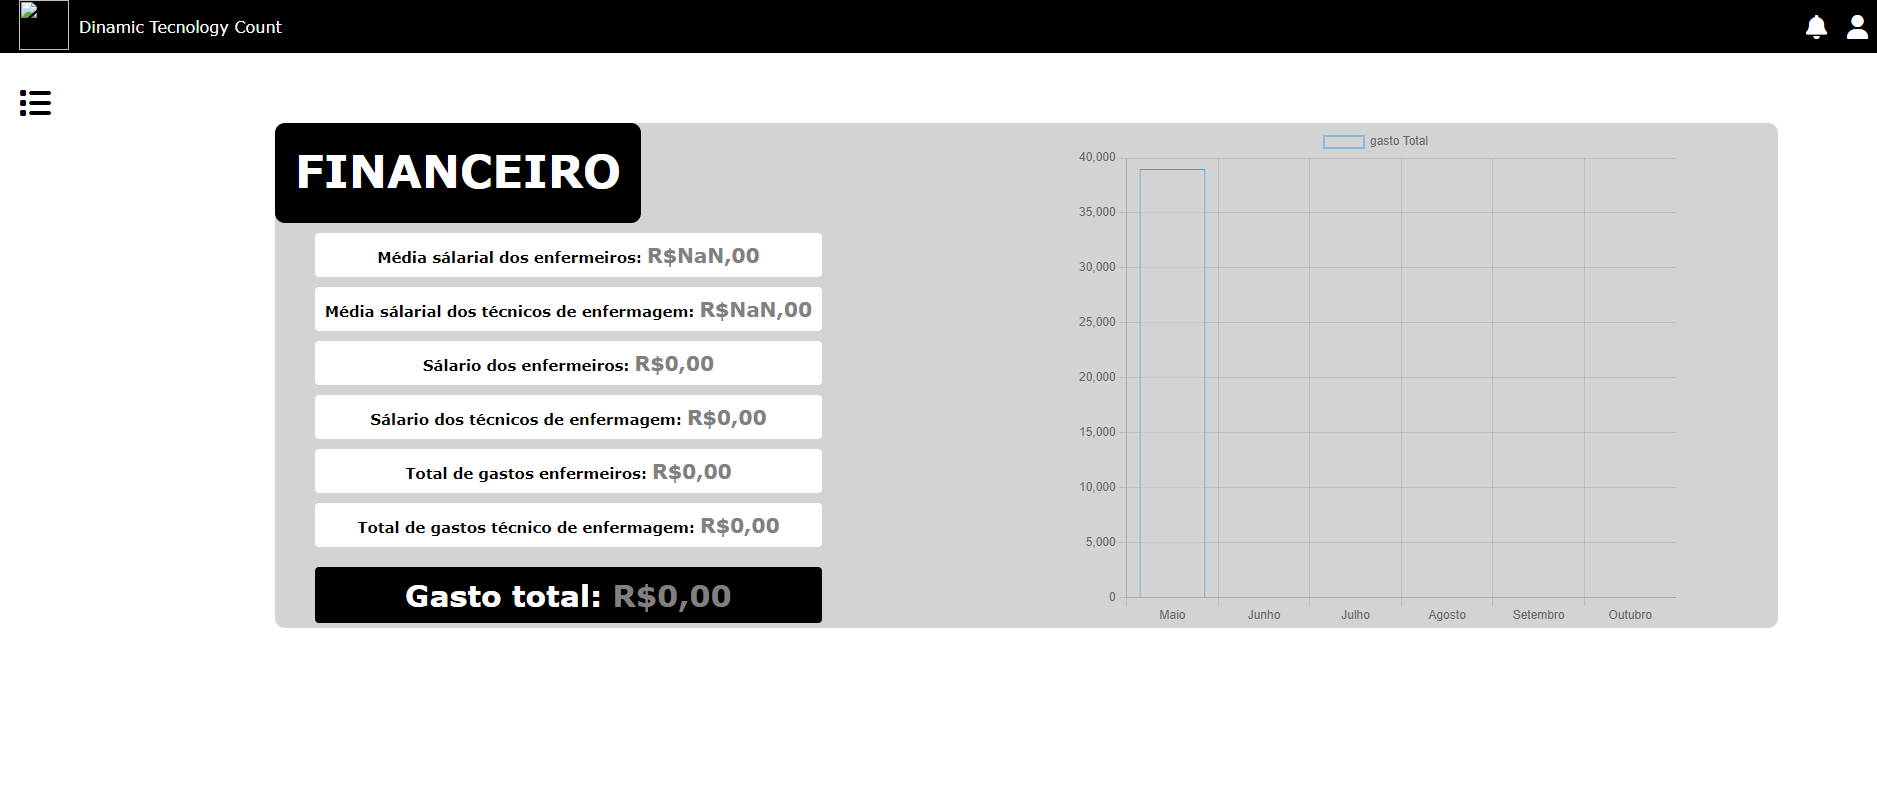 Dinamic Tecnology Count
FINANCEIRO
Média sálarial dos enfermeiros: R$NaN,00
Média sálarial dos técnicos de enfermagem: R$NaN,00
Sálario dos enfermeiros: R$0,00
Sálario dos técnicos de enfermagem: R$0,00
Total de gastos enfermeiros: R$0,00
Total de gastos técnico de enfermagem: R$0,00
Gasto total: R$0,00
gasto Total
40,000
35,000
30,000
25,000
20,000
15,000
10,000
5,000
0
Maio Junho Julho Agosto Setembro Outubro